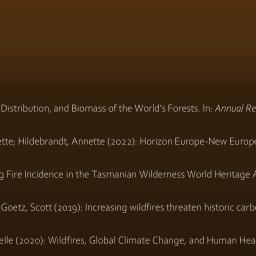 Distribution, and Biomass of the World's Forests. In: Annual Re
ette; Hildebrandt, Annette (2022): Horizon Europe-New Europe
g Fire Incidence in the Tasmanian Wilderness World Heritage A
Goetz, Scott (2019): Increasing wildfires threaten historic carb
elle (2020): Wildfires, Global Climate Change, and Human Hea